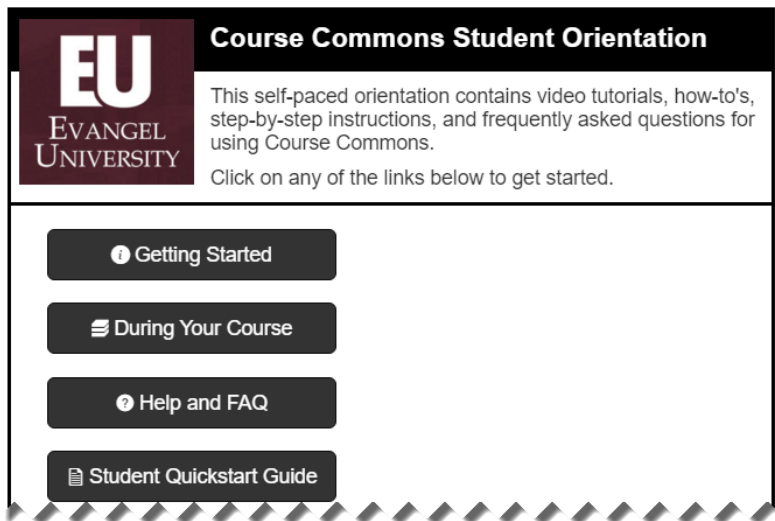 EU
EVANGEL
UNIVERSITY
Course Commons Student Orientation
This self-paced orientation contains video tutorials, how-to's,
step-by-step instructions, and frequently asked questions for
using Course Commons.
Click on any of the links below to get started.
Getting Started
During Your Course
Help and FAQ
Student Quickstart Guide